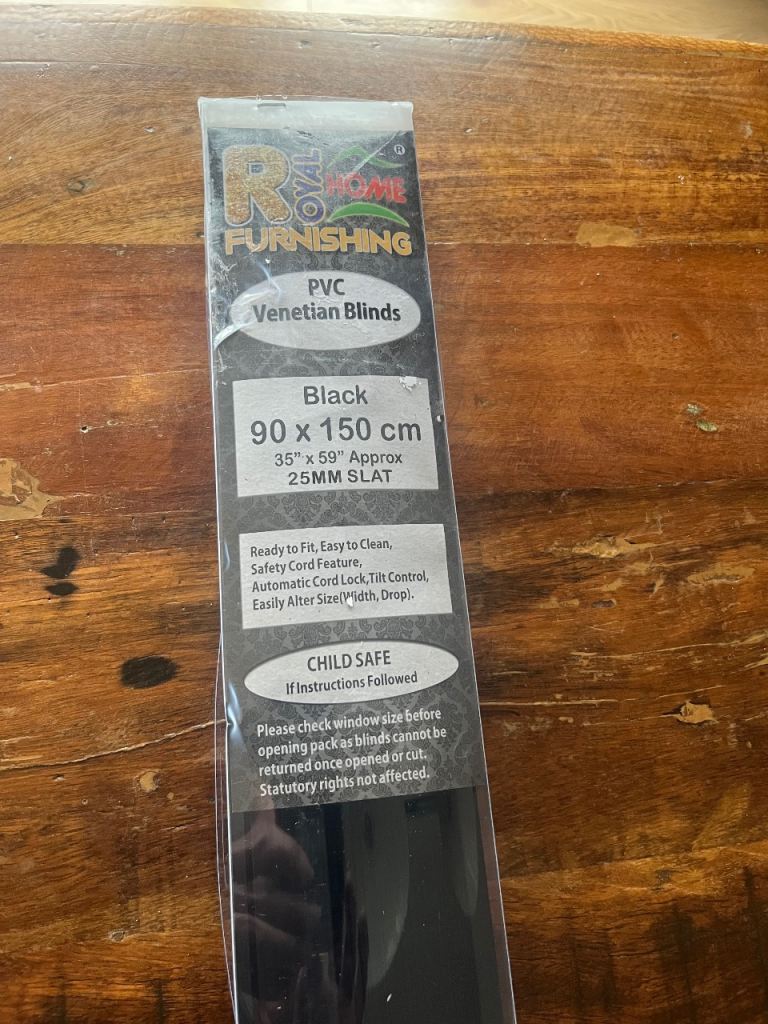 ROYAL HOME ®
FURNISHING
PVC
Venetian Blinds
Black
90 x 150 cm
35" x 59" Approx
25MM SLAT
Ready to Fit, Easy to Clean,
Safety Cord Feature,
Automatic Cord Lock,Tilt Control,
Easily Alter Size(Width, Drop).
CHILD SAFE
If Instructions Followed
Please check window size before
opening pack as blinds cannot be
returned once opened or cut.
Statutory rights not affected.